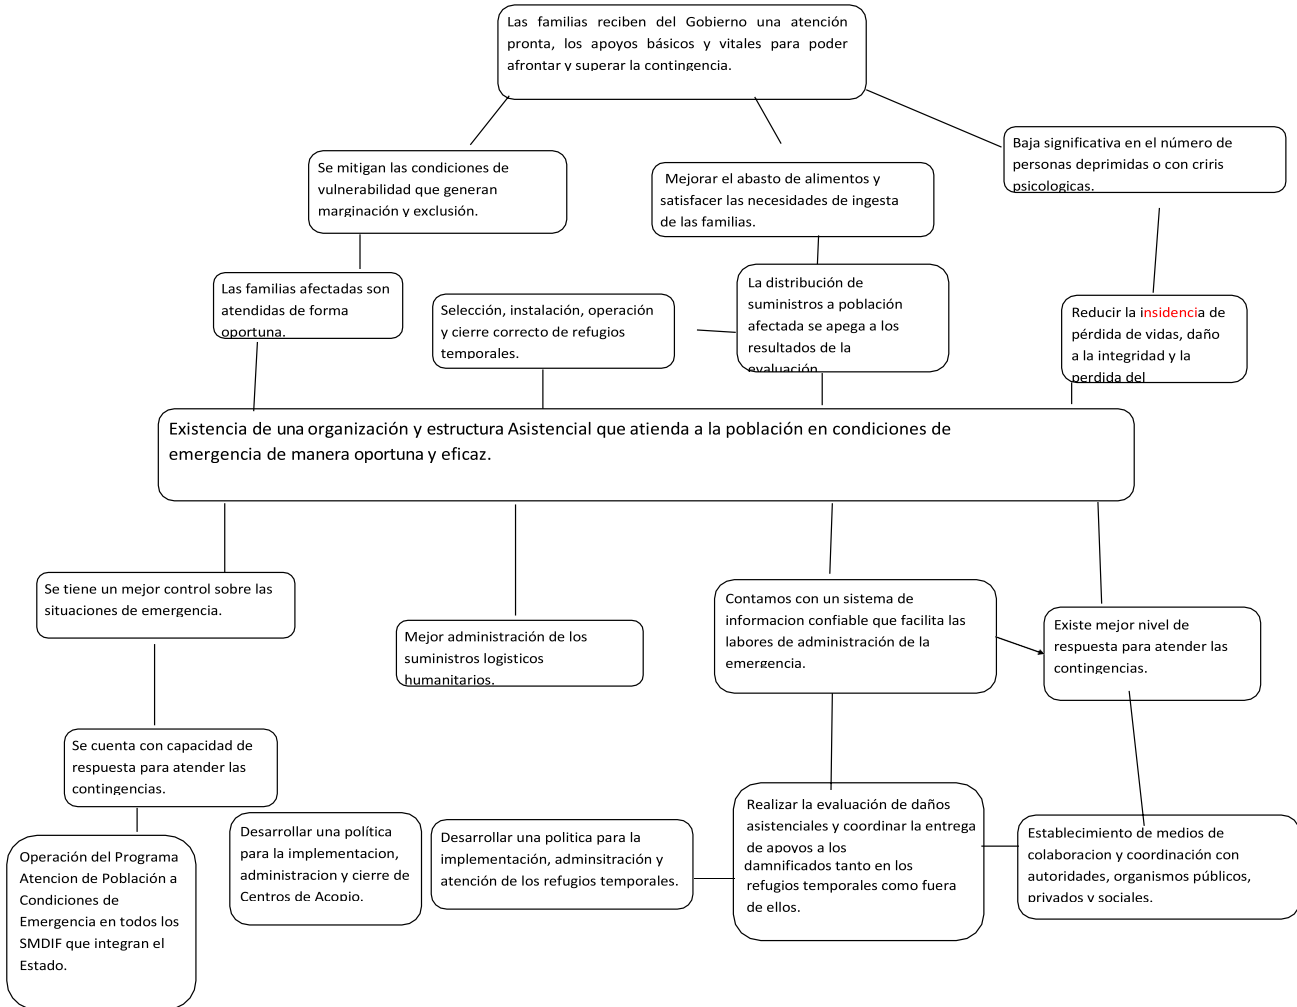 Las familias reciben del Gobierno una atención
pronta, los apoyos básicos y vitales para poder
afrontar y superar la contingencia.
Baja significativa en el número de
personas deprimidas o con criris
psicologicas.
Se mitigan las condiciones de
vulnerabilidad que generan
marginación y exclusión.
Mejorar el abasto de alimentos y
satisfacer las necesidades de ingesta
de las familias.
Las familias afectadas son
atendidas de forma
oportuna.
Selección, instalación, operación
y cierre correcto de refugios
temporales.
La distribución de
suministros a población
afectada se apega a los
resultados de la
evaluación
Reducir la insidencia de
pérdida de vidas, daño
a la integridad y la
perdida del
Existencia de una organización y estructura Asistencial que atienda a la población en condiciones de
emergencia de manera oportuna y eficaz.
Se tiene un mejor control sobre las
situaciones de emergencia.
Mejor administración de los
suministros logisticos
humanitarios.
Contamos con un sistema de
informacion confiable que facilita las
labores de administración de la
emergencia.
Existe mejor nivel de
respuesta para atender las
contingencias.
Se cuenta con capacidad de
respuesta para atender las
contingencias.
Operación del Programa
Atencion de Población a
Condiciones de
Emergencia en todos los
SMDIF que integran el
Estado.
Desarrollar una política
para la implementacion,
administracion y cierre de
Centros de Acopio.
Desarrollar una politica para la
implementación, adminsitración y
atención de los refugios temporales.
Realizar la evaluación de daños
asistenciales y coordinar la entrega
de apoyos a los
damnificados tanto en los
refugios temporales como fuera
de ellos.
Establecimiento de medios de
colaboracion y coordinación con
autoridades, organismos públicos,
privados y sociales.